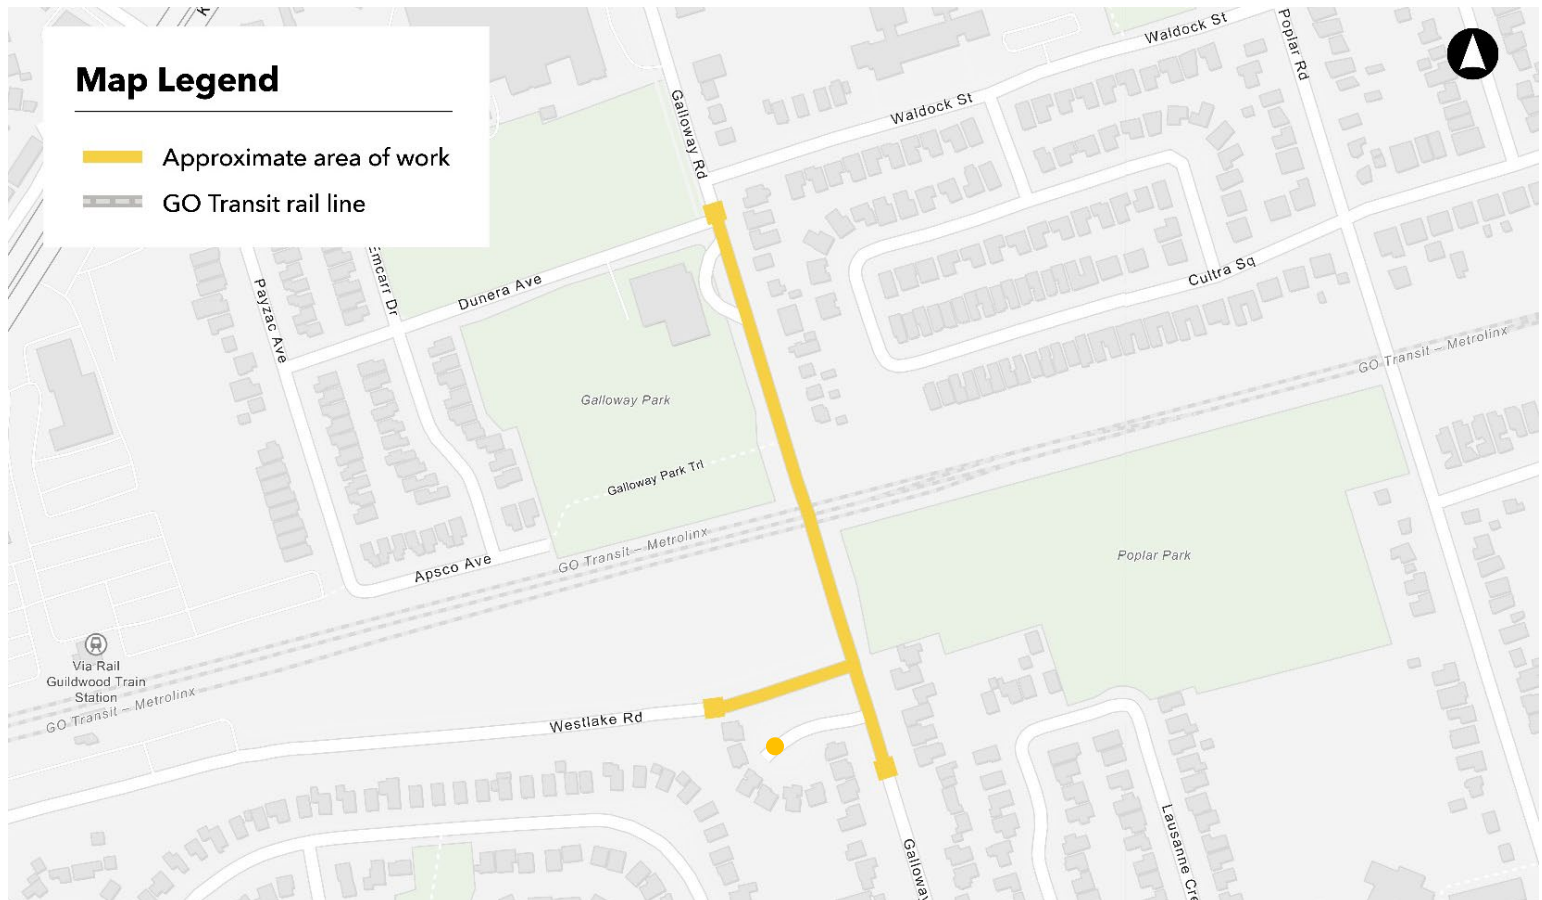 Map Legend
Approximate area of work
GO Transit rail line
Waldock St
Poplar Rd
Galloway Rd
Waldock St
Emcarr Dr
Payzac Ave
Dunera Ave
Cultra Sq
GO Transit – Metrolinx
Galloway Park
Galloway Park Trl
GO Transit – Metrolinx
Apsco Ave
Poplar Park
Via Rail
Guildwood Train
Station
GO Transit – Metrolinx
Westlake Rd
Lausanne Cre
Galloway